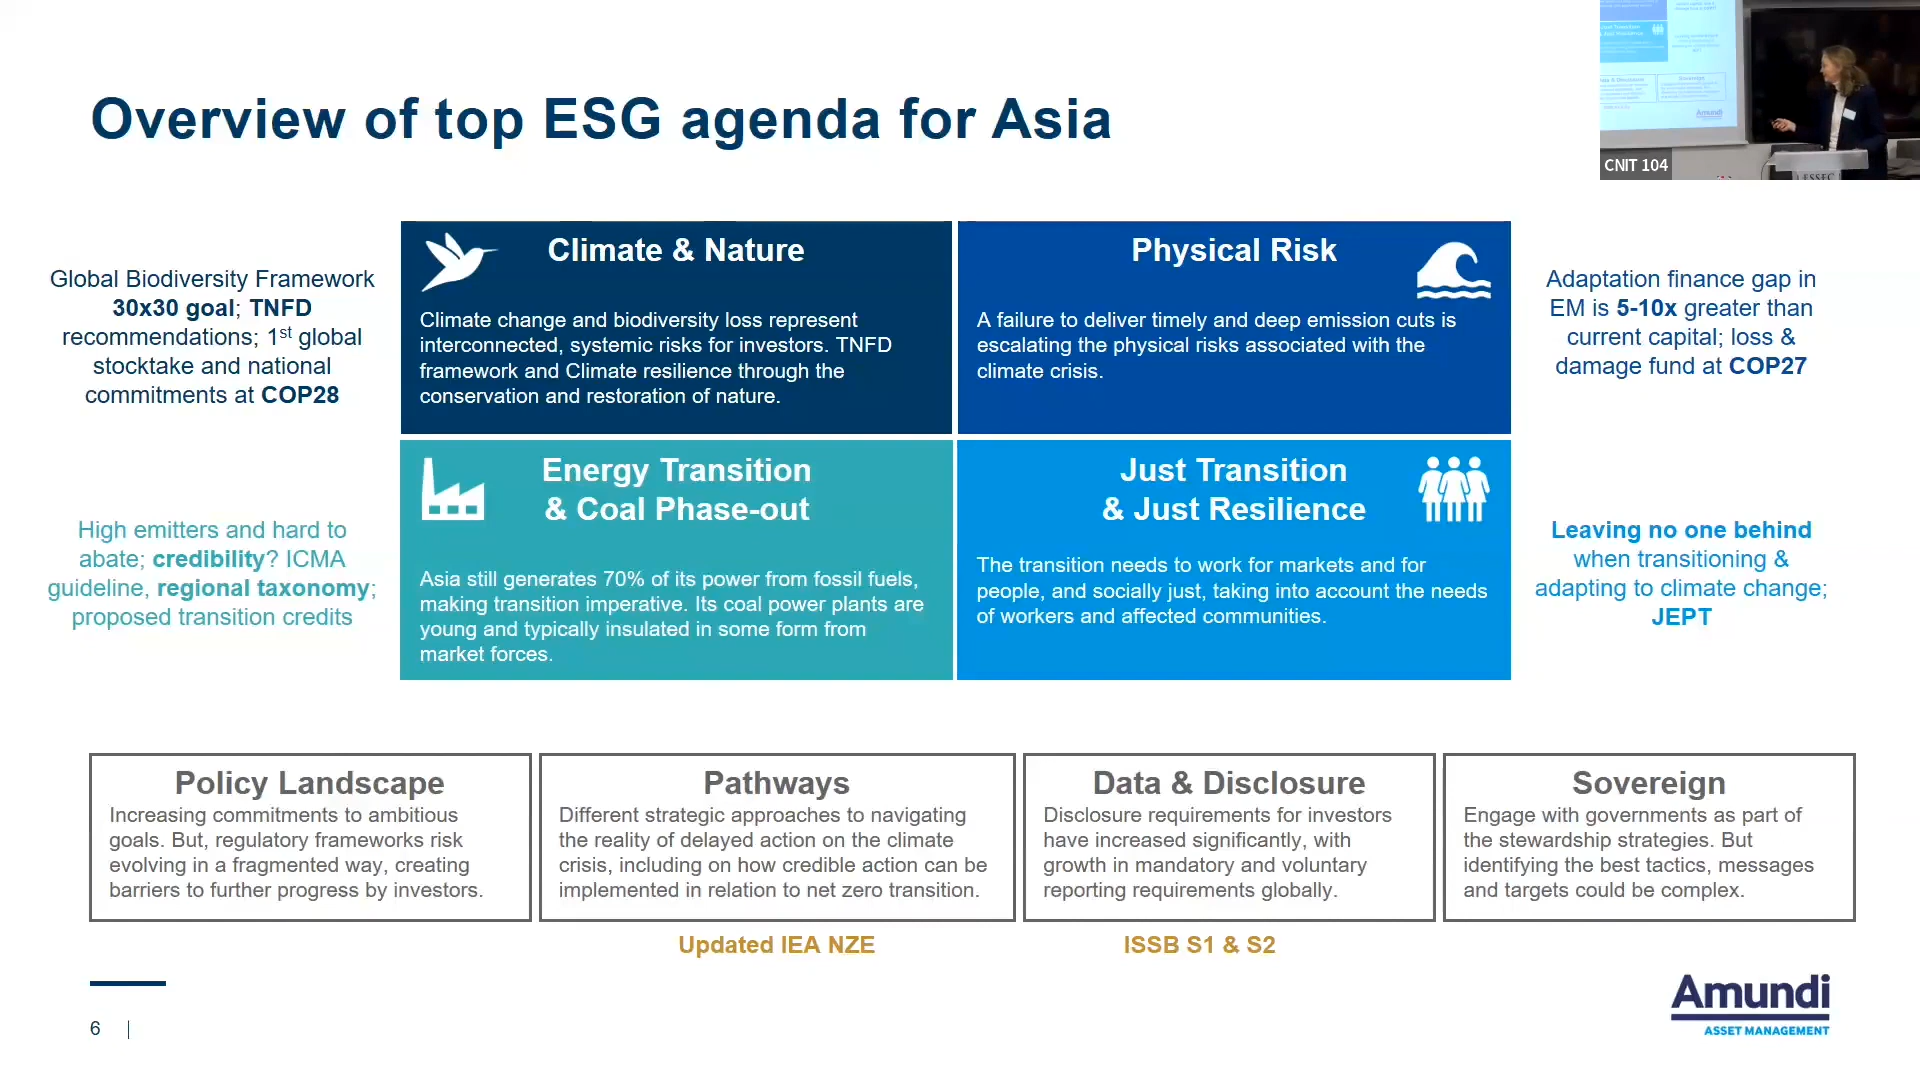 Overview of top ESG agenda for Asia
CNIT 104
ESSEC
Global Biodiversity Framework
30x30 goal; TNFD
recommendations; 1st global
stocktake and national
commitments at COP28
Climate & Nature
Climate change and biodiversity loss represent
interconnected, systemic risks for investors. TNFD
framework and Climate resilience through the
conservation and restoration of nature.
Physical Risk
A failure to deliver timely and deep emission cuts is
escalating the physical risks associated with the
climate crisis.
Adaptation finance gap in
EM is 5-10x greater than
current capital; loss &
damage fund at COP27
High emitters and hard to
abate; credibility? ICMA
guideline, regional taxonomy;
proposed transition credits
Energy Transition
& Coal Phase-out
Asia still generates 70% of its power from fossil fuels,
making transition imperative. Its coal power plants are
young and typically insulated in some form from
market forces.
Just Transition
& Just Resilience
The transition needs to work for markets and for
people, and socially just, taking into account the needs
of workers and affected communities.
Leaving no one behind
when transitioning &
adapting to climate change;
JEPT
Policy Landscape
Increasing commitments to ambitious
goals. But, regulatory frameworks risk
evolving in a fragmented way, creating
barriers to further progress by investors.
Pathways
Different strategic approaches to navigating
the reality of delayed action on the climate
crisis, including on how credible action can be
implemented in relation to net zero transition.
Data & Disclosure
Disclosure requirements for investors
have increased significantly, with
growth in mandatory and voluntary
reporting requirements globally.
Sovereign
Engage with governments as part of
the stewardship strategies. But
identifying the best tactics, messages
and targets could be complex.
Updated IEA NZE
ISSB S1 & S2
6 |
Amundi
ASSET MANAGEMENT